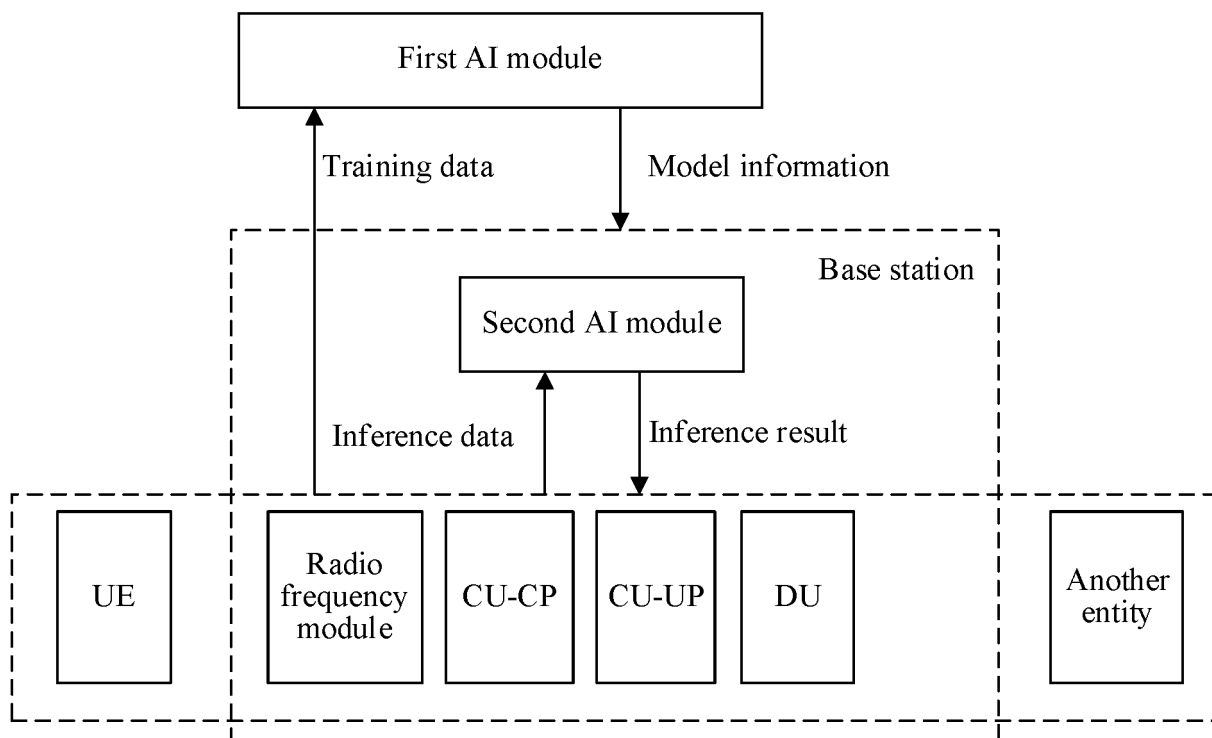 First AI module
Training data
Model information
Base station
Second AI module
Inference data
Inference result
UE
Radio
frequency
module
CU-CP
CU-UP
DU
Another
entity